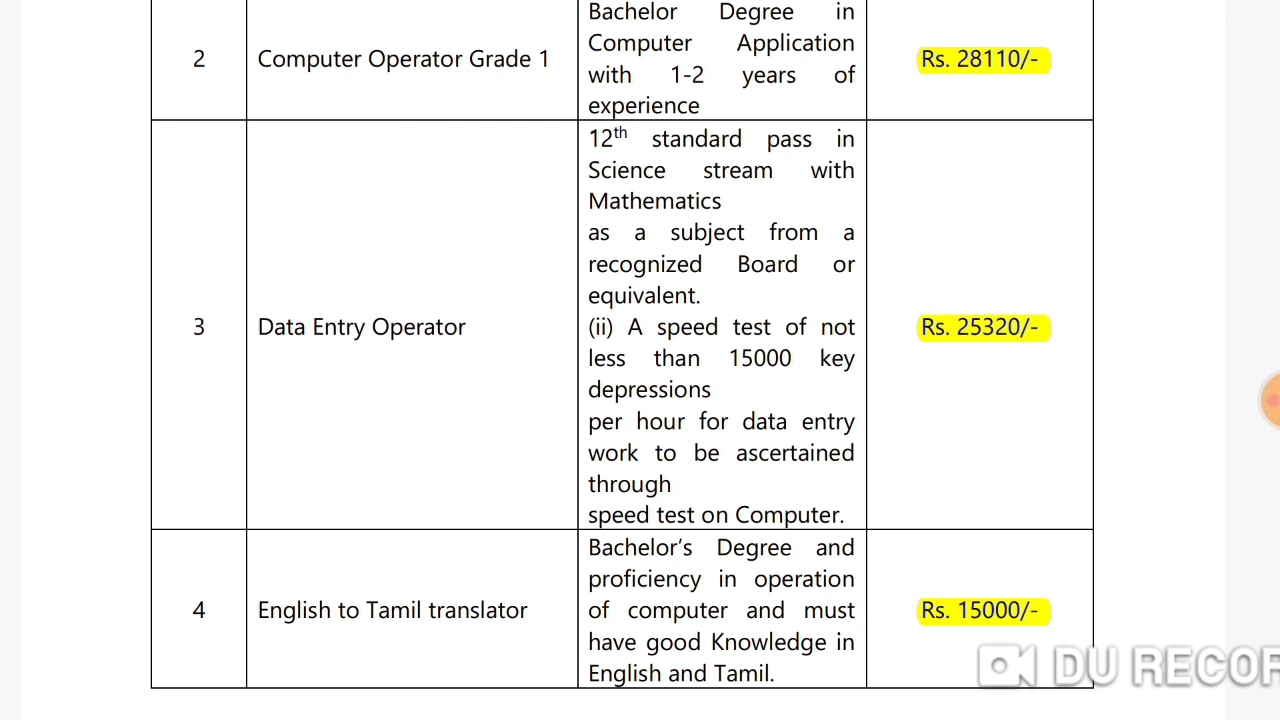 2
Computer Operator Grade 1
Bachelor Degree in
Computer Application
with 1-2 years of
experience
Rs. 28110/-
3
Data Entry Operator
12th standard pass in
Science stream with
Mathematics
as a subject from a
recognized Board or
equivalent.
(ii) A speed test of not
less than 15000 key
depressions
per hour for data entry
work to be ascertained
through
speed test on Computer.
Rs. 25320/-
4
English to Tamil translator
Bachelor's Degree and
proficiency in operation
of computer and must
have good Knowledge in
English and Tamil.
Rs. 15000/-
DU RECOR